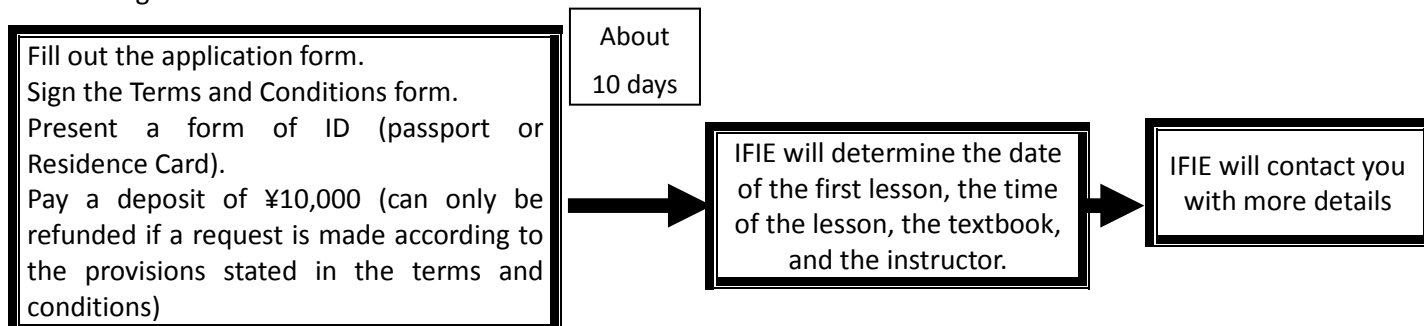 Fill out the application form.
Sign the Terms and Conditions form.
Present a form of ID (passport or
Residence Card).
Pay a deposit of ¥10,000 (can only be
refunded if a request is made according to
the provisions stated in the terms and
conditions)
About
10 days
IFIE will determine the date
of the first lesson, the time
of the lesson, the textbook,
and the instructor.
IFIE will contact you
with more details